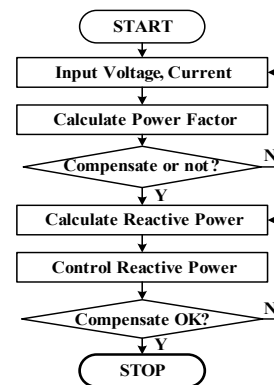 START
Input Voltage, Current
Calculate Power Factor
Compensate or not?
N
Y
Calculate Reactive Power
Control Reactive Power
Compensate OK?
N
Y
STOP